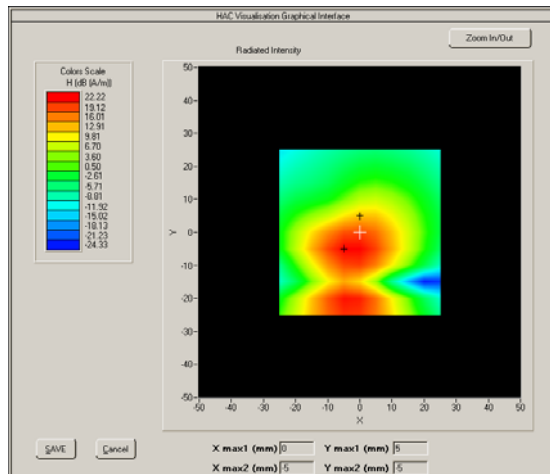 HAC Visualisation Graphical Interface
Zoom In/Out
Radiated Intensity
Colors Scale
H (dB (A/m))
22.22
19.12
16.01
12.91
9.81
6.70
3.60
0.50
-2.61
-5.71
-8.81
-11.92
-15.02
-18.13
-21.23
-24.33
50-
40-
30-
20-
10-
Y
0-
-10-
-20-
-30-
-40-
-50-
-50 -40 -30 -20 -10 0 10 20 30 40 50
X
SAVE
Cancel
X max1 (mm) 0 Y max1 (mm) 5
X max2 (mm) -5 Y max2 (mm) -5